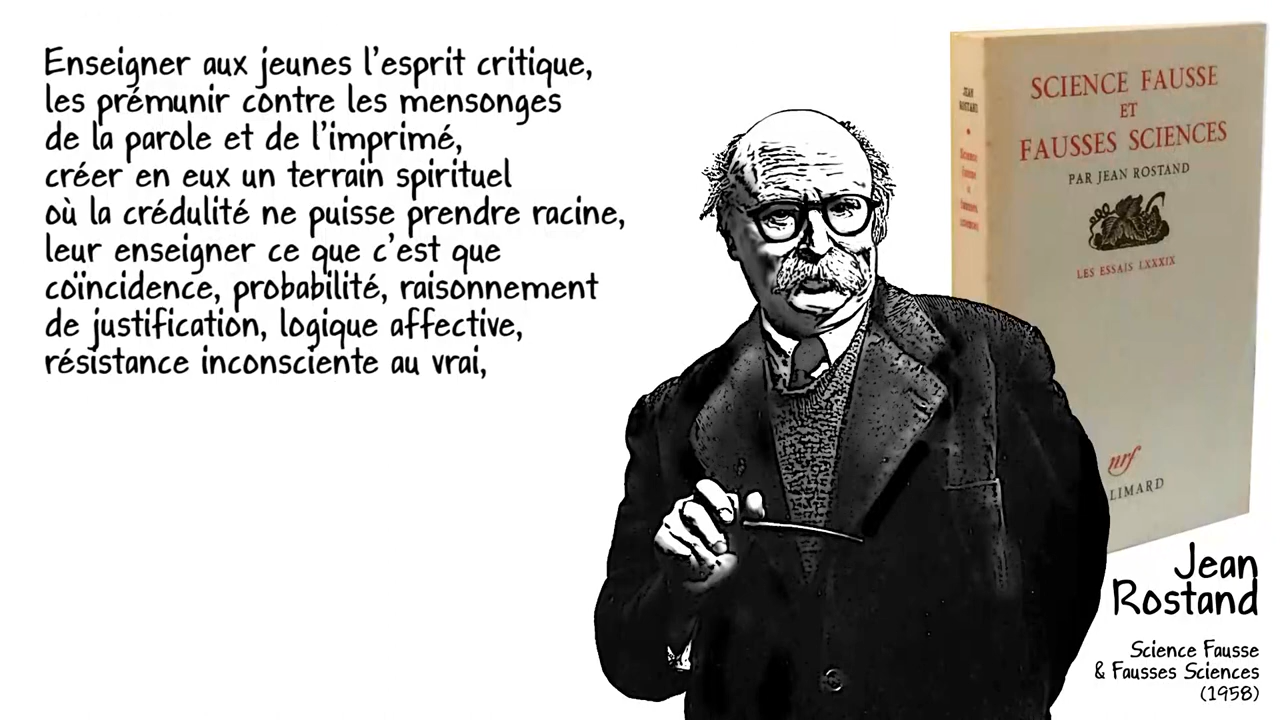 Enseigner aux jeunes l'esprit critique,
les prémunir contre les mensonges
de la parole et de l'imprimé,
créer en eux un terrain spirituel
où la crédulité ne puisse prendre racine,
leur enseigner ce que c'est que
coïncidence, probabilité, raisonnement
de justification, logique affective,
résistance inconsciente au vrai,
JEAN
ROSTAND
SCIENCE FAUSSE
ET
FAUSSES SCIENCES
PAR JEAN ROSTAND
LES ESSAIS LXXXIX
nrf
LIMARD
Jean
Rostand
Science Fausse
& Fausses Sciences
(1958)